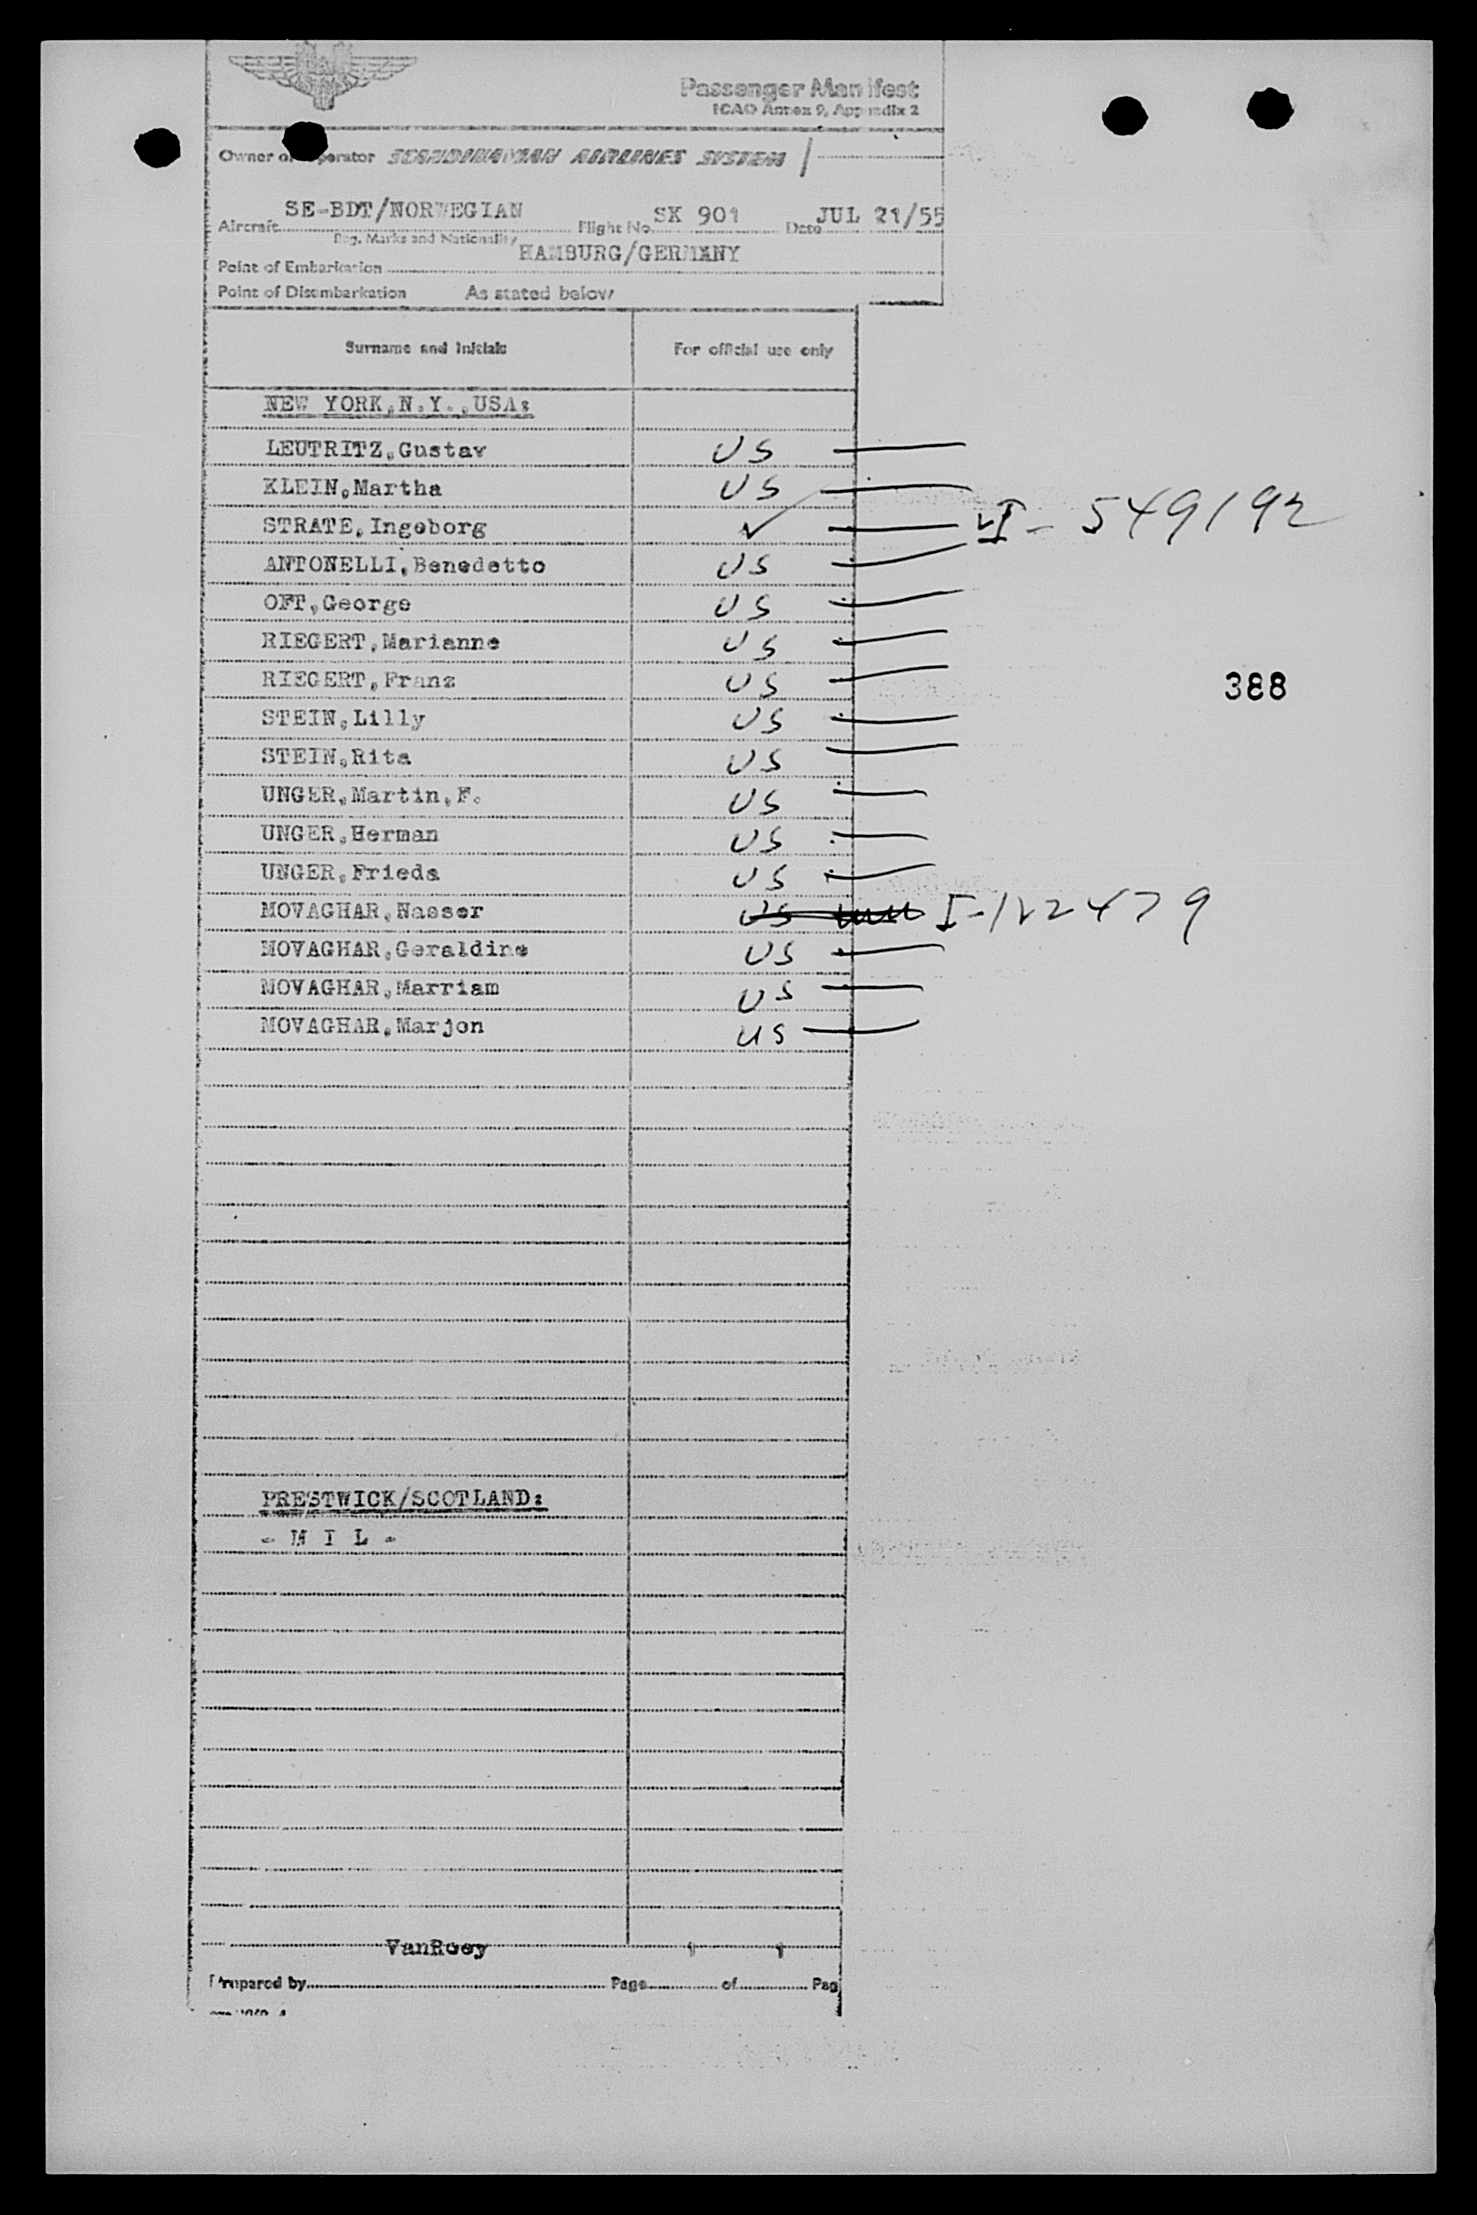 Passenger Manifest
ICAO Annex 9, Appendix 2
Owner or Operator SCANDINAVIAN AIRLINES SYSTEM
Aircraft SE-BDT/NORWEGIAN Flight No. SK 901 Date JUL 21/55
Reg. Marks and Nationality
Point of Embarkation HAMBURG/GERMANY
Point of Disembarkation As stated below
Surname and Initials For official use only
NEW YORK,N.Y.,USA:
LEUTRITZ,Gustav US
KLEIN,Martha US
STRATE,Ingeborg ✓ VI - 549192
ANTONELLI,Benedetto US
OFT,George US
RIEGERT,Marianne US
RIEGERT,Franz US
388
STEIN,Lilly US
STEIN,Rita US
UNGER,Martin,F. US
UNGER,Herman US
UNGER,Frieda US
MOVAGHAR,Nasser US I-122479
MOVAGHAR,Geraldine US
MOVAGHAR,Marriam US
MOVAGHAR,Marjon US
PRESTWICK/SCOTLAND:
- N I L -
VanRoey 1 1
Prepared by Page of Pag